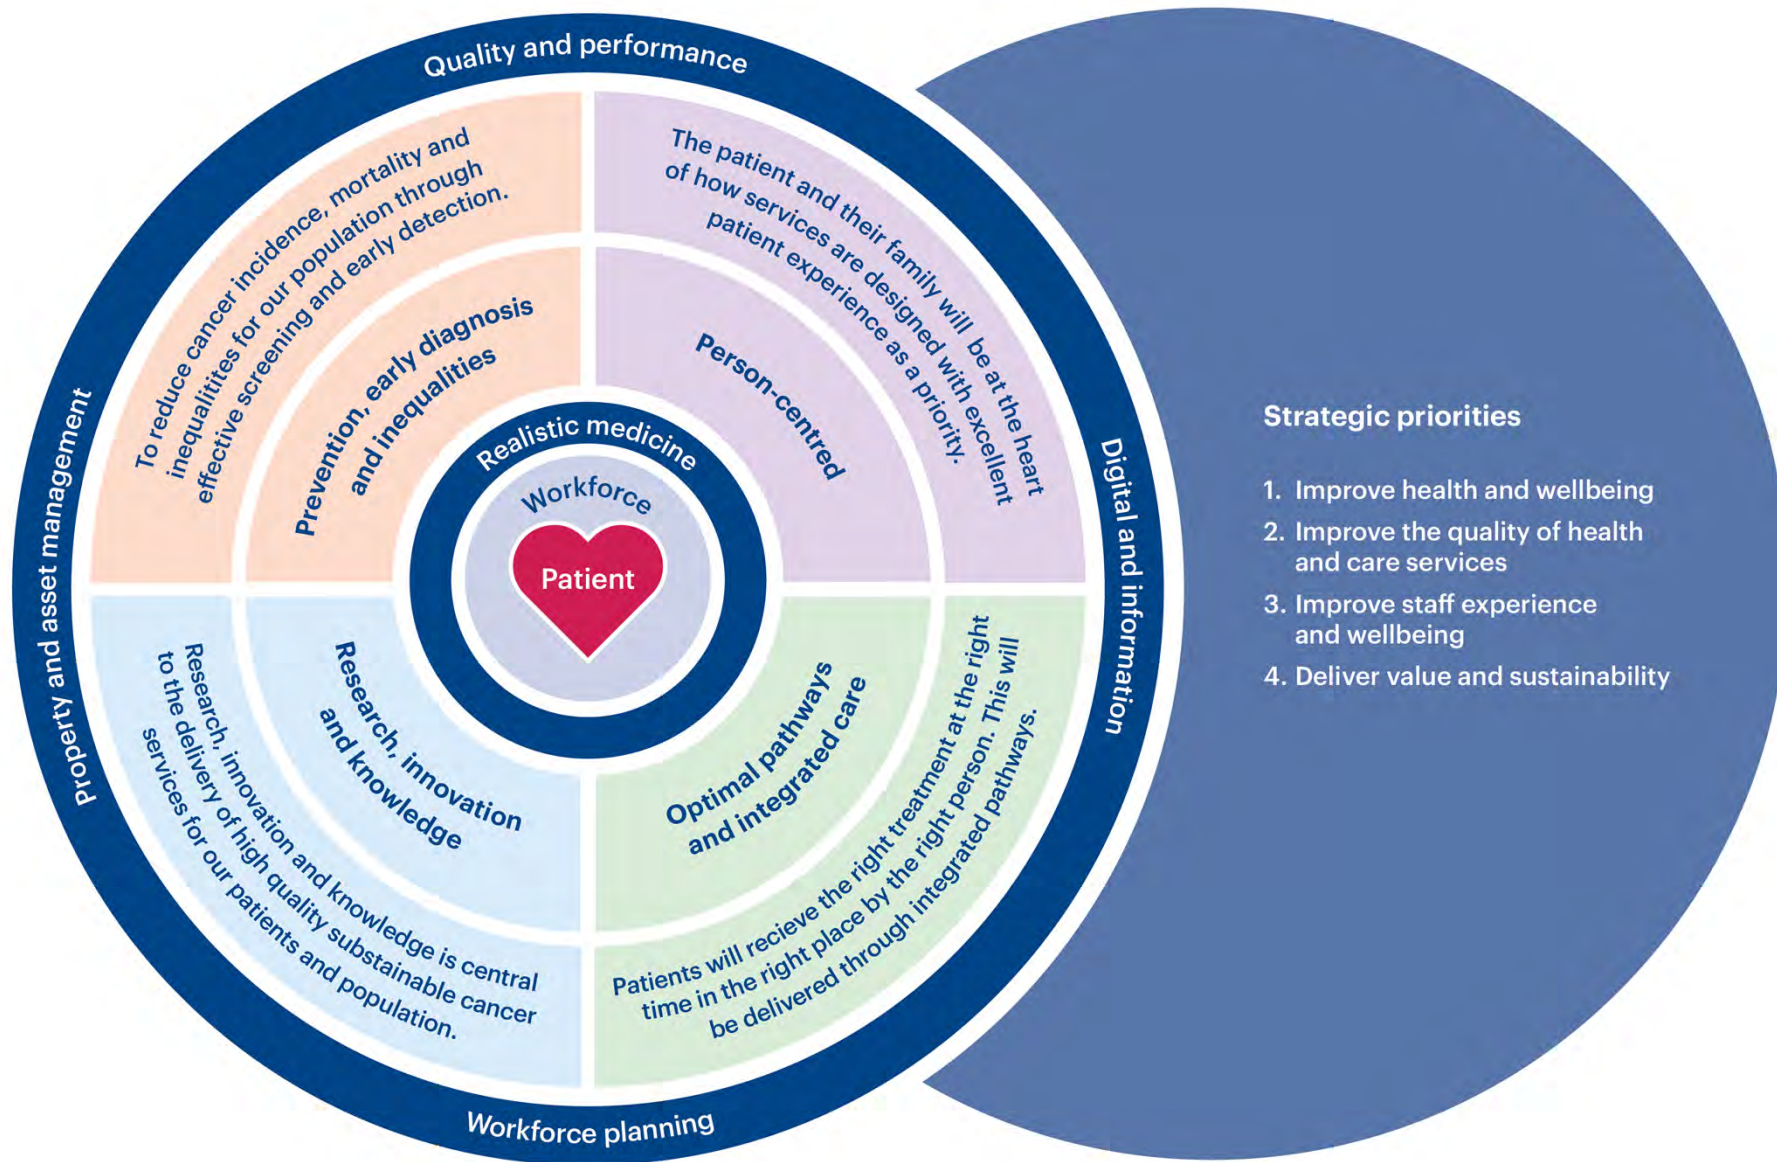 Quality and performance
To reduce cancer incidence, mortality and
inequalitites for our population through
effective screening and early detection.
Prevention, early diagnosis
and inequalities
The patient and their family will be at the heart
of how services are designed with excellent
patient experience as a priority.
Person-centred
Property and asset management
Digital and information
Realistic medicine
Workforce
Patient
Research, innovation
and knowledge
Research, innovation and knowledge is central
to the delivery of high quality substainable cancer
services for our patients and population.
Optimal pathways
and integrated care
Patients will recieve the right treatment at the right
time in the right place by the right person. This will
be delivered through integrated pathways.
Workforce planning
Strategic priorities
1. Improve health and wellbeing
2. Improve the quality of health
and care services
3. Improve staff experience
and wellbeing
4. Deliver value and sustainability